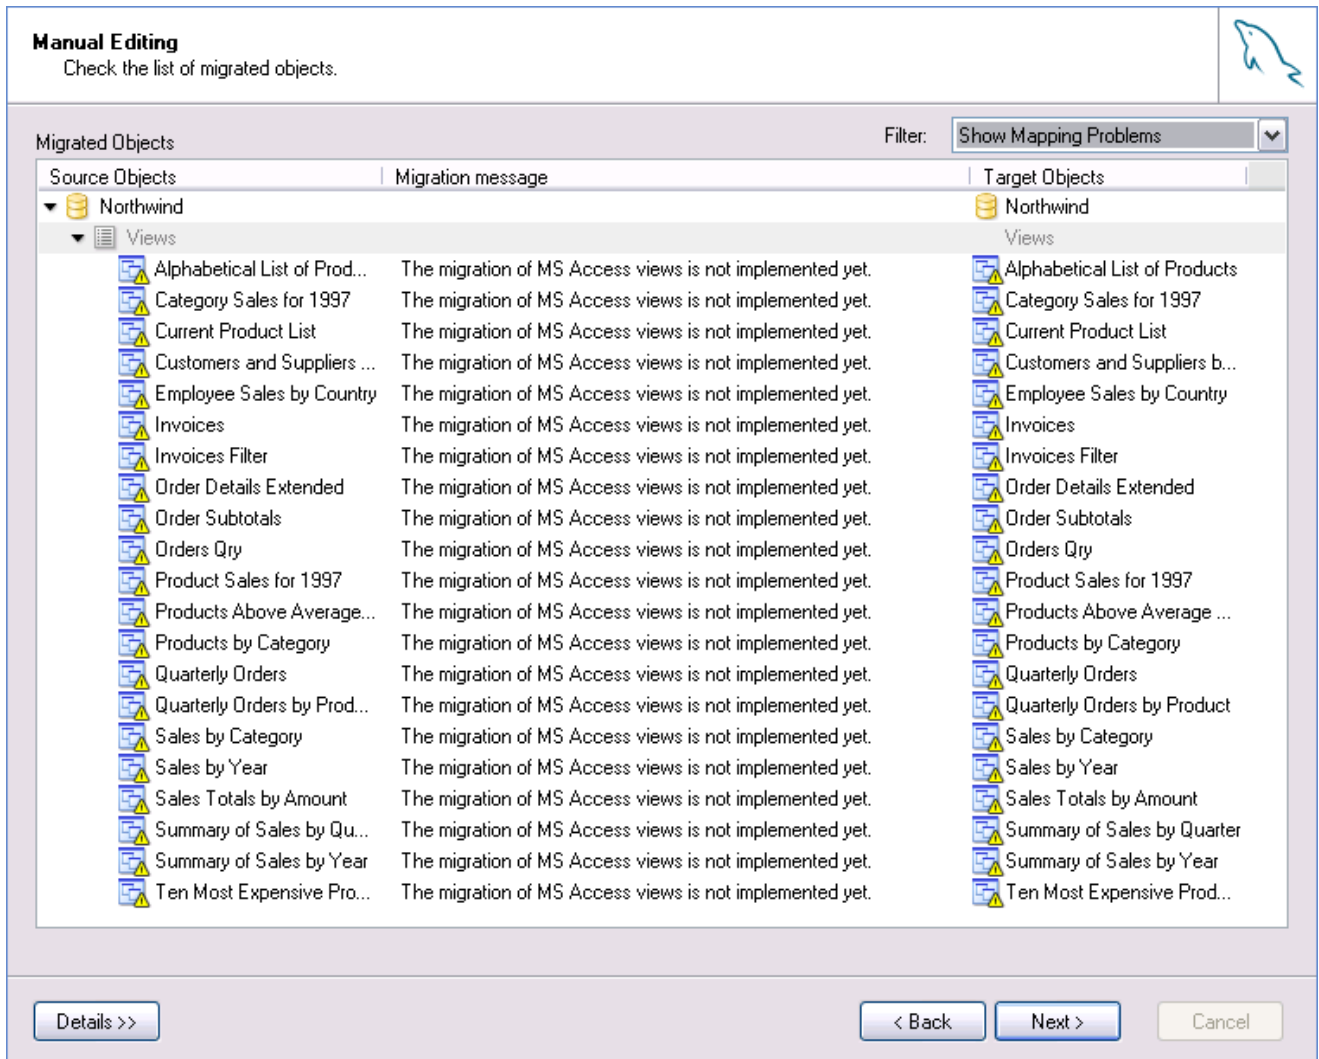 Manual Editing
Check the list of migrated objects.
Migrated Objects Filter: Show Mapping Problems
Source Objects Migration message Target Objects
Northwind Northwind
Views Views
Alphabetical List of Prod... The migration of MS Access views is not implemented yet. Alphabetical List of Products
Category Sales for 1997 The migration of MS Access views is not implemented yet. Category Sales for 1997
Current Product List The migration of MS Access views is not implemented yet. Current Product List
Customers and Suppliers ... The migration of MS Access views is not implemented yet. Customers and Suppliers b...
Employee Sales by Country The migration of MS Access views is not implemented yet. Employee Sales by Country
Invoices The migration of MS Access views is not implemented yet. Invoices
Invoices Filter The migration of MS Access views is not implemented yet. Invoices Filter
Order Details Extended The migration of MS Access views is not implemented yet. Order Details Extended
Order Subtotals The migration of MS Access views is not implemented yet. Order Subtotals
Orders Qry The migration of MS Access views is not implemented yet. Orders Qry
Product Sales for 1997 The migration of MS Access views is not implemented yet. Product Sales for 1997
Products Above Average... The migration of MS Access views is not implemented yet. Products Above Average ...
Products by Category The migration of MS Access views is not implemented yet. Products by Category
Quarterly Orders The migration of MS Access views is not implemented yet. Quarterly Orders
Quarterly Orders by Prod... The migration of MS Access views is not implemented yet. Quarterly Orders by Product
Sales by Category The migration of MS Access views is not implemented yet. Sales by Category
Sales by Year The migration of MS Access views is not implemented yet. Sales by Year
Sales Totals by Amount The migration of MS Access views is not implemented yet. Sales Totals by Amount
Summary of Sales by Qu... The migration of MS Access views is not implemented yet. Summary of Sales by Quarter
Summary of Sales by Year The migration of MS Access views is not implemented yet. Summary of Sales by Year
Ten Most Expensive Pro... The migration of MS Access views is not implemented yet. Ten Most Expensive Prod...
Details >> < Back Next > Cancel